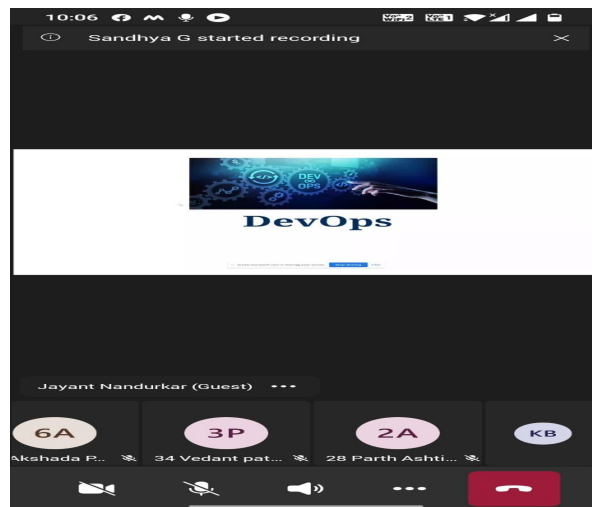 10:06
Sandhya G started recording
DEV
OPS
DevOps
Jayant Nandurkar (Guest)
6A
3P
2A
KB
Akshada P...
34 Vedant pat...
28 Parth Ashti...